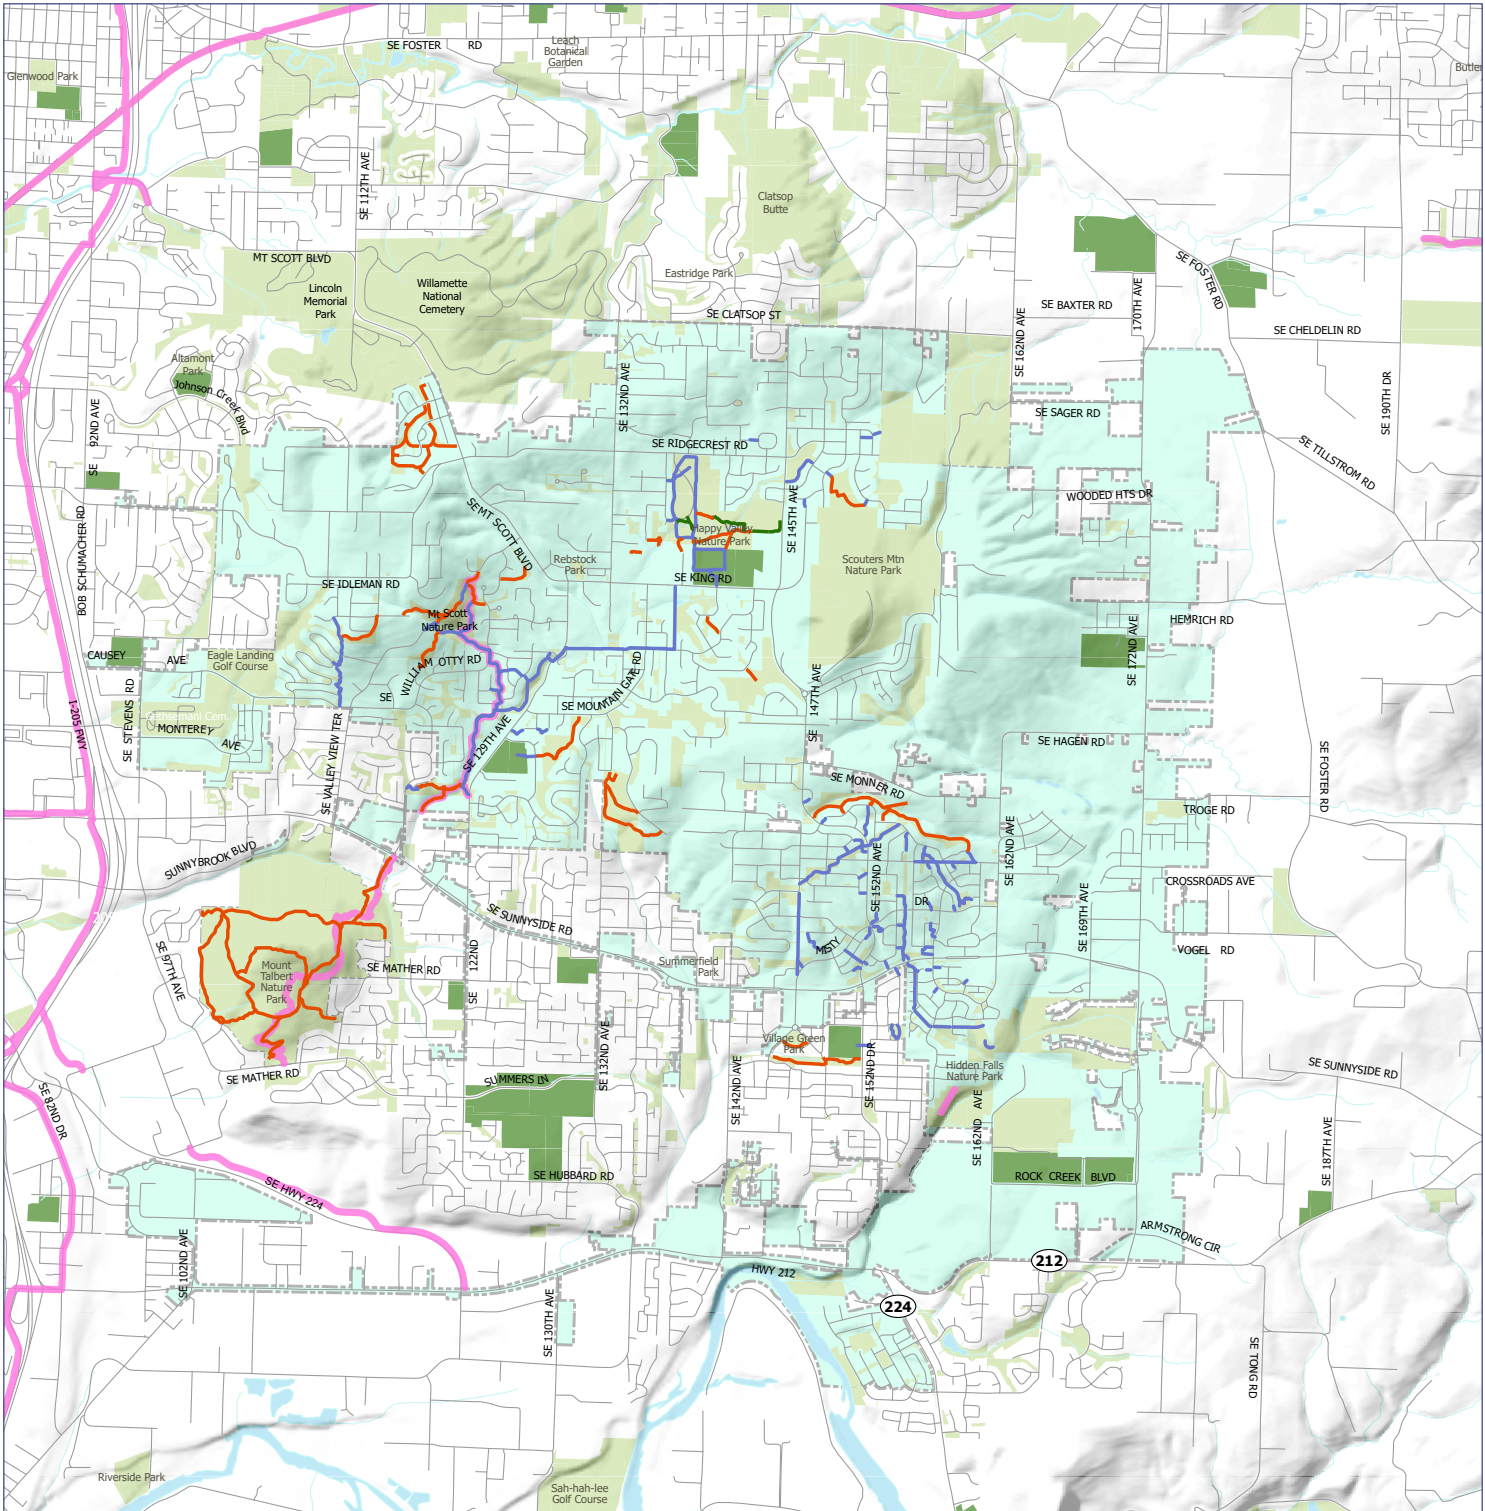 SE FOSTER RD
Leach
Botanical
Garden
Glenwood Park
Butler
SE 112TH AVE
Clatsop
Butte
MT SCOTT BLVD
Lincoln
Memorial
Park
Willamette
National
Cemetery
Eastridge Park
SE CLATSOP ST
SE FOSTER RD
170TH AVE
SE BAXTER RD
SE 162ND AVE
SE CHELDELIN RD
Altamont
Park
Johnson Creek Blvd
SE 132ND AVE
SE 190TH DR
SE 92ND AVE
SE SAGER RD
SE RIDGECREST RD
SE TILLSTROM RD
WOODED HTS DR
SE MT SCOTT BLVD
SE 145TH AVE
Happy Valley
Nature Park
BOB SCHUMACHER RD
Rebstock
Park
Scouters Mtn
Nature Park
SE IDLEMAN RD
SE KING RD
Mt Scott
Nature Park
HEMRICH RD
SE 172ND AVE
CAUSEY AVE
Eagle Landing
Golf Course
SE WILLIAM OTTY RD
SE MOUNTAIN GATE RD
SE 147TH AVE
SE STEVENS RD
I-205 FWY
Gethsemani Cem.
MONTEREY AVE
SE VALLEY VIEW TER
SE 129TH AVE
SE HAGEN RD
SE FOSTER RD
SE MONNER RD
TROGE RD
SUNNYBROOK BLVD
SE 162ND AVE
SE 152ND AVE
CROSSROADS AVE
SE 169TH AVE
SE SUNNYSIDE RD
MISTY DR
VOGEL RD
SE 97TH AVE
Mount
Talbert
Nature
Park
SE MATHER RD
SE 122ND
Summerfield
Park
SE 132ND AVE
Village Green
Park
SE 152ND DR
SE MATHER RD
SUMMERS LN
SE 142ND AVE
Hidden Falls
Nature Park
SE SUNNYSIDE RD
SE 82ND DR
SE 162ND AVE
SE 187TH AVE
SE HUBBARD RD
ROCK CREEK BLVD
SE HWY 224
SE 102ND AVE
ARMSTRONG CIR
212
HWY 212
224
SE 130TH AVE
SE TONG RD
Riverside Park
Sah-hah-lee
Golf Course